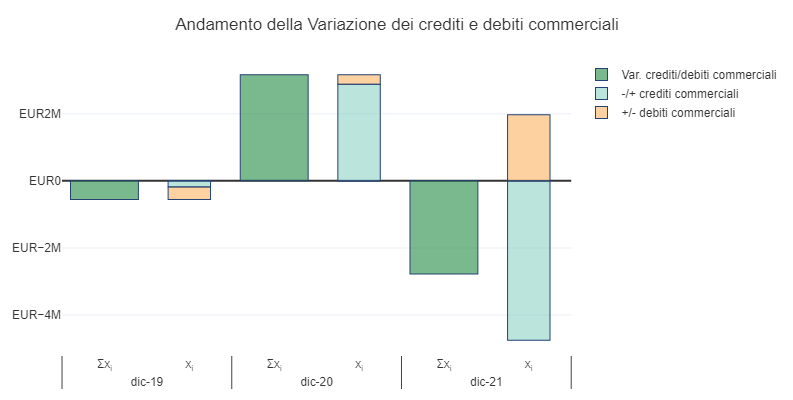 Andamento della Variazione dei crediti e debiti commerciali
Var. crediti/debiti commerciali
-/+ crediti commerciali
+/- debiti commerciali
EUR2M
EUR0
EUR−2M
EUR−4M
Σxi xi Σxi xi Σxi xi
dic-19 dic-20 dic-21